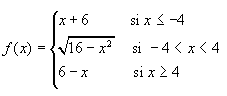 x + 6 si x ≤ −4
f(x) = √(16 − x²) si − 4 < x < 4
6 − x si x ≥ 4